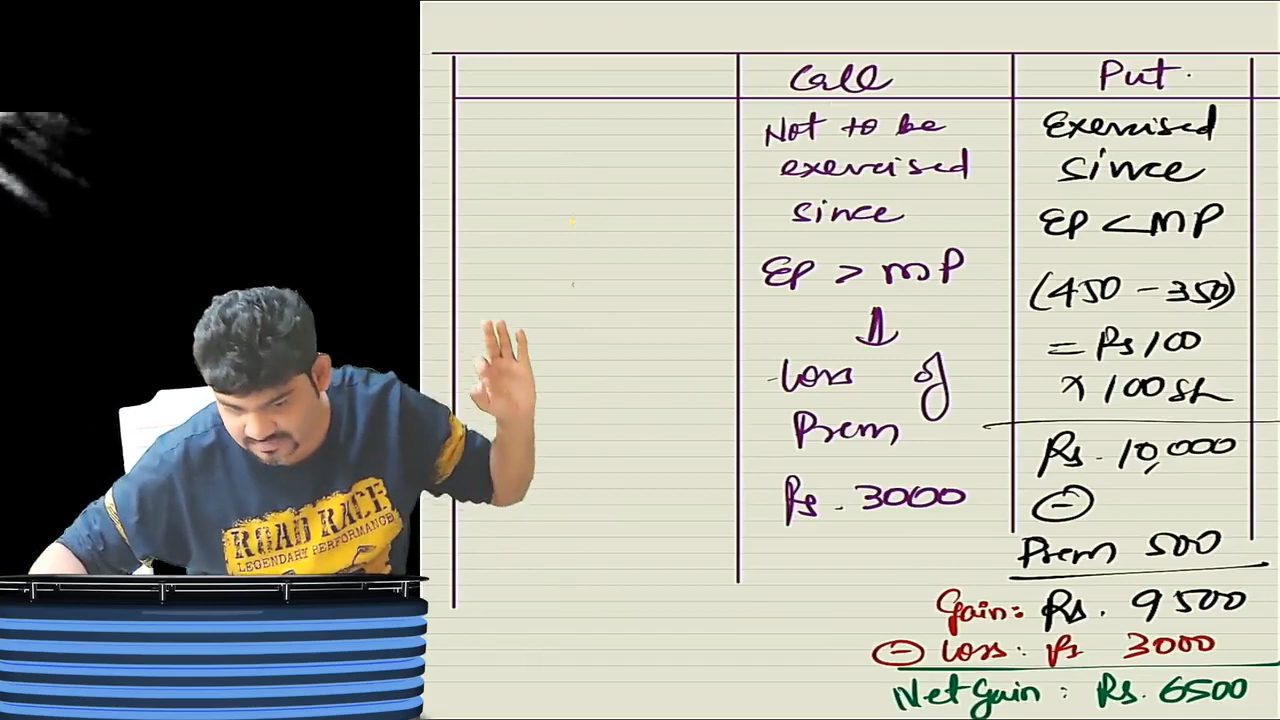 Call
Not to be
exercised
since
EP > MP
↓
Loss of
Prem
Rs. 3000
Put.
Exercised
since
EP < MP
(450 - 350)
= Rs 100
x 100 sh
Rs. 10,000
-
Prem 500
Gain: Rs. 9500
- Loss: Rs 3000
Net Gain: Rs. 6500
ROAD RACE
LEGENDARY PERFORMANCE